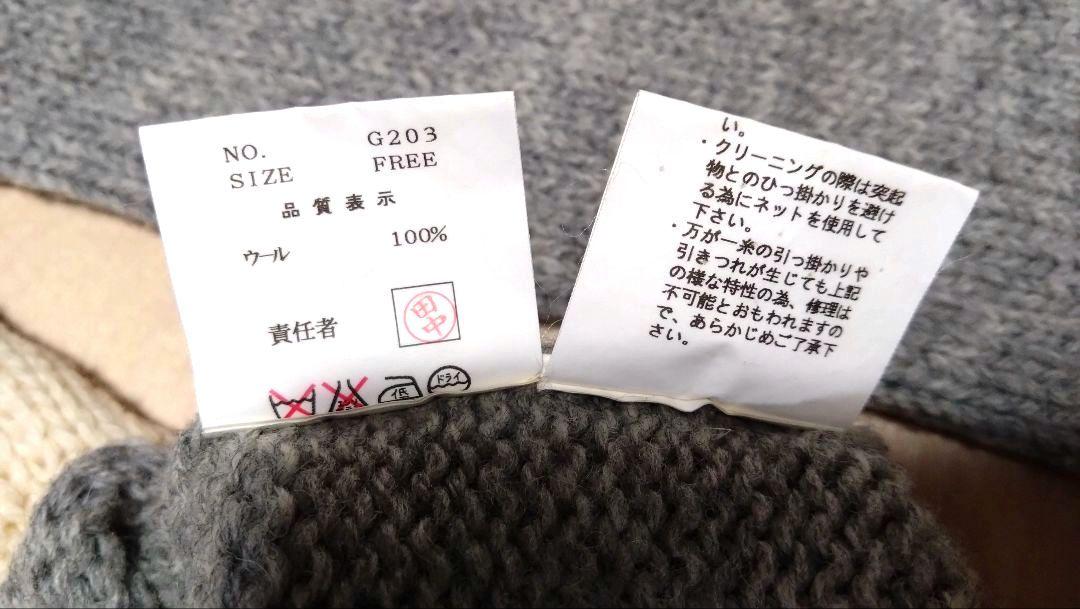 NO. G203
SIZE FREE
品質表示
ウール 100%
責任者 田中
低 ドライ
い。
・クリーニングの際は突起
物とのひっ掛かりを避け
る為にネットを使用して
下さい。
・万が一糸の引っ掛かりや
引きつれが生じても上記
の様な特性の為、修理は
不可能とおもわれますの
で、あらかじめご了承下
さい。